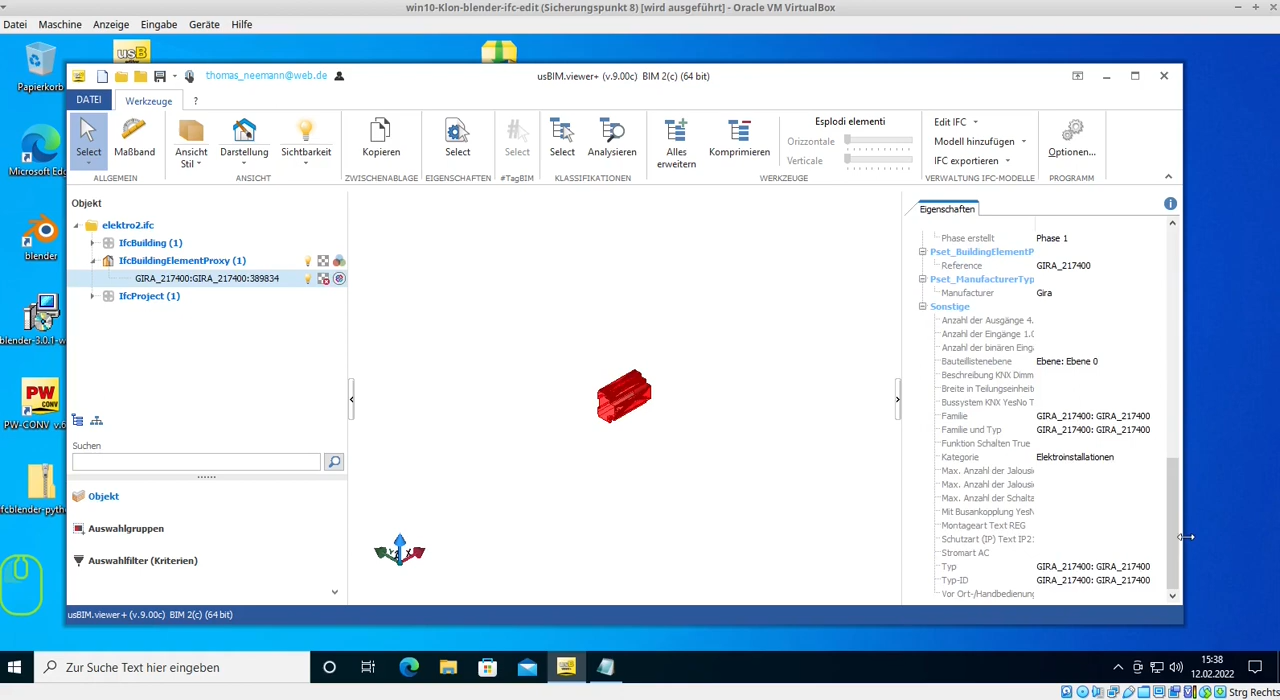 win10-Klon-blender-ifc-edit (Sicherungspunkt 8) [wird ausgeführt] - Oracle VM VirtualBox
Datei Maschine Anzeige Eingabe Geräte Hilfe
Papierkorb
usB
thomas_neemann@web.de
usBIM.viewer+ (v.9.00c) BIM 2(c) (64 bit)
DATEI Werkzeuge ?
Microsoft Edg
Select
Maßband
Ansicht Stil
Darstellung
Sichtbarkeit
Kopieren
Select
Select
Select
Analysieren
Alles erweitern
Komprimieren
Esplodi elementi
Orizzontale
Verticale
Edit IFC
Modell hinzufügen
IFC exportieren
Optionen...
ALLGEMEIN ANSICHT ZWISCHENABLAGE EIGENSCHAFTEN #TagBIM KLASSIFIKATIONEN WERKZEUGE VERWALTUNG IFC-MODELLE PROGRAMM
Objekt
elektro2.ifc
IfcBuilding (1)
IfcBuildingElementProxy (1)
GIRA_217400:GIRA_217400:389834
IfcProject (1)
blender
blender-3.0.1-w
PW CONV
PW-CONV_v.6
ifcblender-pyth
Suchen
Objekt
Auswahlgruppen
Auswahlfilter (Kriterien)
Eigenschaften
Phase erstellt Phase 1
Pset_BuildingElementP
Reference GIRA_217400
Pset_ManufacturerTyp
Manufacturer Gira
Sonstige
Anzahl der Ausgänge 4.
Anzahl der Eingänge 1.0
Anzahl der binären Eing
Bauteillistenebene Ebene: Ebene 0
Beschreibung KNX Dimm
Breite in Teilungseinheite
Bussystem KNX YesNo T
Familie GIRA_217400: GIRA_217400
Familie und Typ GIRA_217400: GIRA_217400
Funktion Schalten True
Kategorie Elektroinstallationen
Max. Anzahl der Jalousi
Max. Anzahl der Jalousi
Max. Anzahl der Schalta
Mit Busankopplung YesN
Montageart Text REG
Schutzart (IP) Text IP21
Stromart AC
Typ GIRA_217400: GIRA_217400
Typ-ID GIRA_217400: GIRA_217400
Vor Ort-/Handbedienung
usBIM.viewer+ (v.9.00c) BIM 2(c) (64 bit)
Zur Suche Text hier eingeben
usB
15:38
12.02.2022
Strg Rechts